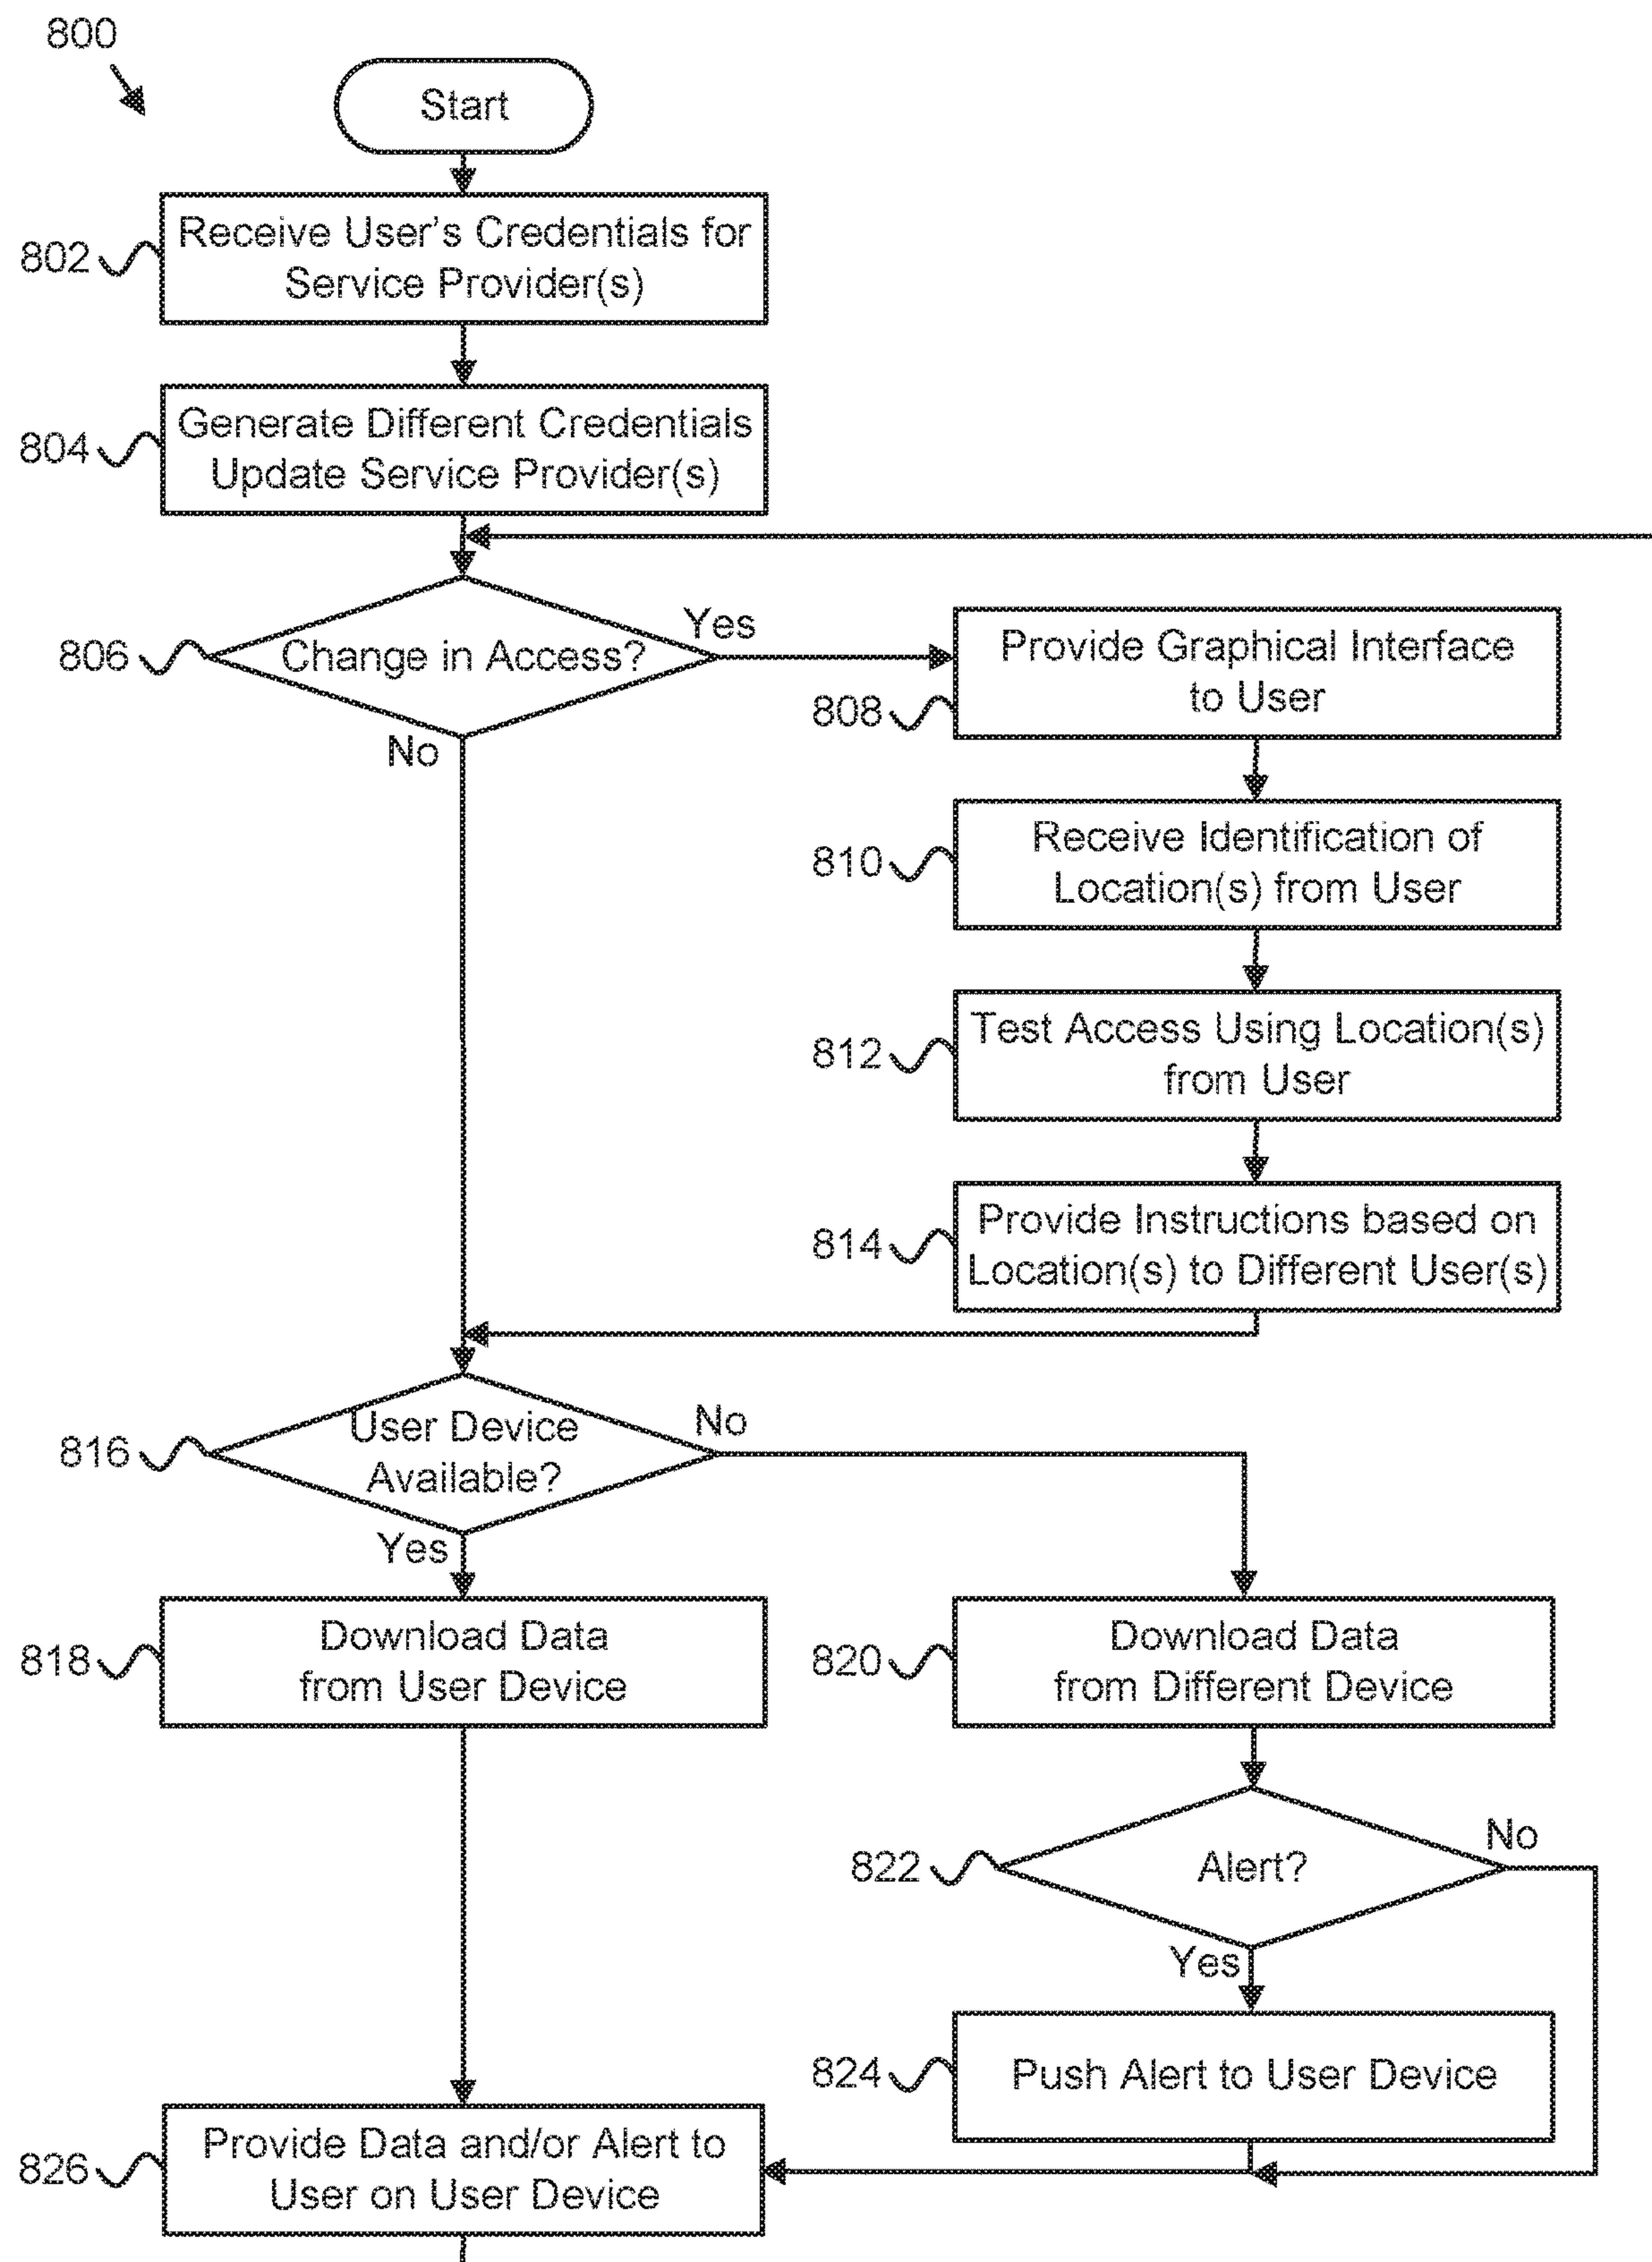 800
Start
802
Receive User's Credentials for
Service Provider(s)
804
Generate Different Credentials
Update Service Provider(s)
806
Change in Access?
Yes
No
808
Provide Graphical Interface
to User
810
Receive Identification of
Location(s) from User
812
Test Access Using Location(s)
from User
814
Provide Instructions based on
Location(s) to Different User(s)
816
User Device
Available?
No
Yes
818
Download Data
from User Device
820
Download Data
from Different Device
822
Alert?
No
Yes
824
Push Alert to User Device
826
Provide Data and/or Alert to
User on User Device